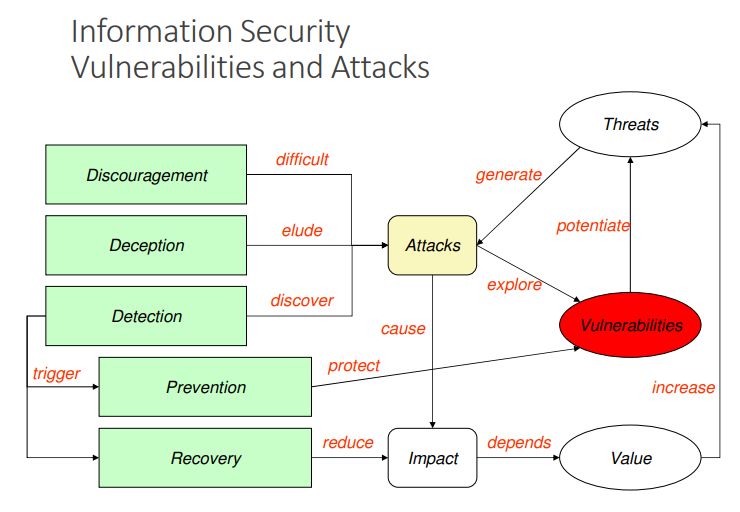 Information Security
Vulnerabilities and Attacks
Threats
difficult
Discouragement
generate
potentiate
elude
Deception
Attacks
explore
discover
Detection
cause
Vulnerabilities
protect
trigger
Prevention
increase
reduce
depends
Recovery
Impact
Value